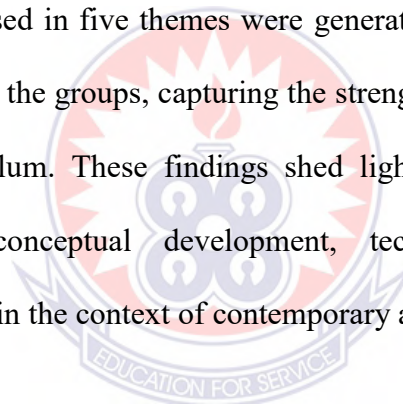 sed in five themes were generat
the groups, capturing the streng
lum. These findings shed ligh
conceptual development, tec
in the context of contemporary a
EDUCATION FOR SERVICE